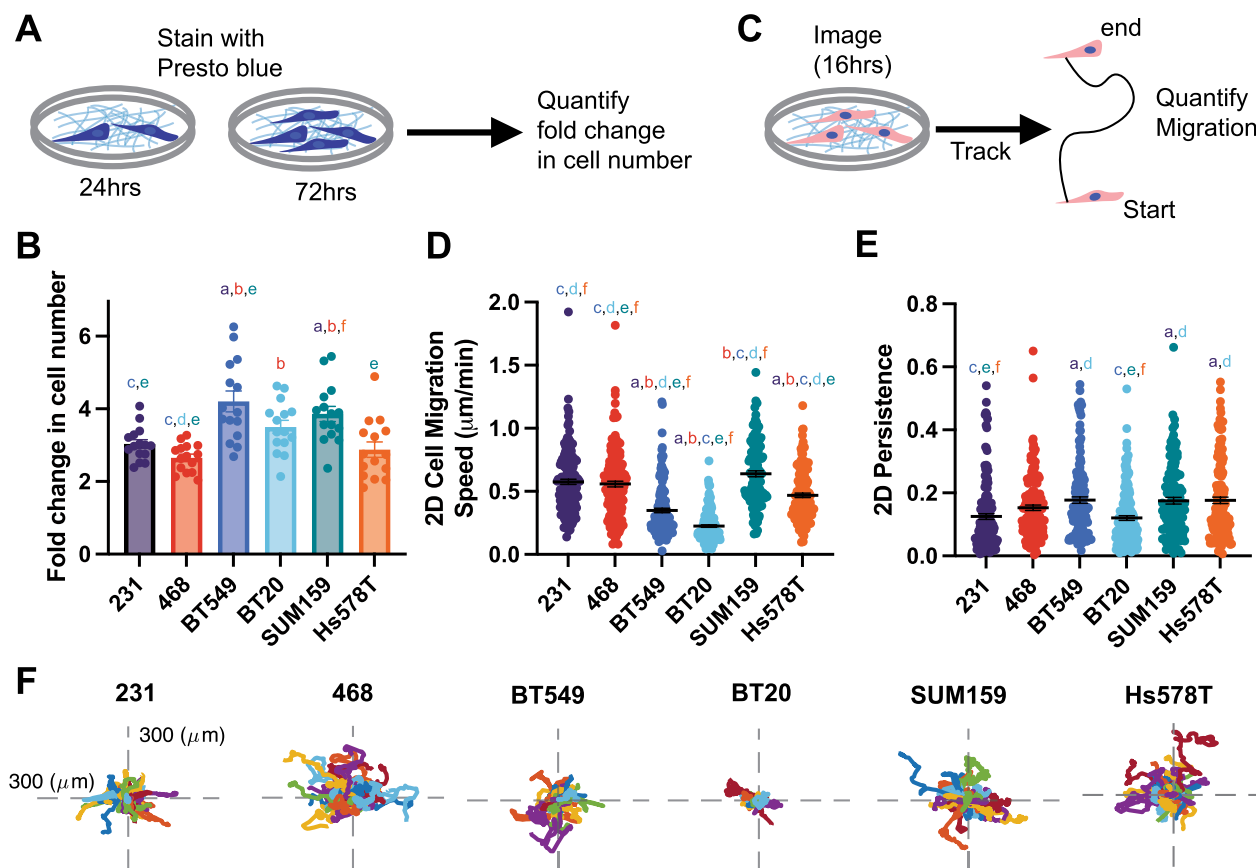 A
Stain with
Presto blue
24hrs
72hrs
Quantify
fold change
in cell number
C
Image
(16hrs)
Track
end
Start
Quantify
Migration
B
Fold change in cell number
6
4
2
0
c,e
c,d,e
a,b,e
b
a,b,f
e
231
468
BT549
BT20
SUM159
Hs578T
D
2D Cell Migration
Speed (μm/min)
2.0
1.5
1.0
0.5
0.0
c,d,f
c,d,e,f
a,b,d,e,f
a,b,c,e,f
b,c,d,f
a,b,c,d,e
231
468
BT549
BT20
SUM159
Hs578T
E
2D Persistence
0.8
0.6
0.4
0.2
0.0
c,e,f
a,d
c,e,f
a,d
a,d
231
468
BT549
BT20
SUM159
Hs578T
F
231
468
BT549
BT20
SUM159
Hs578T
300 (μm)
300 (μm)